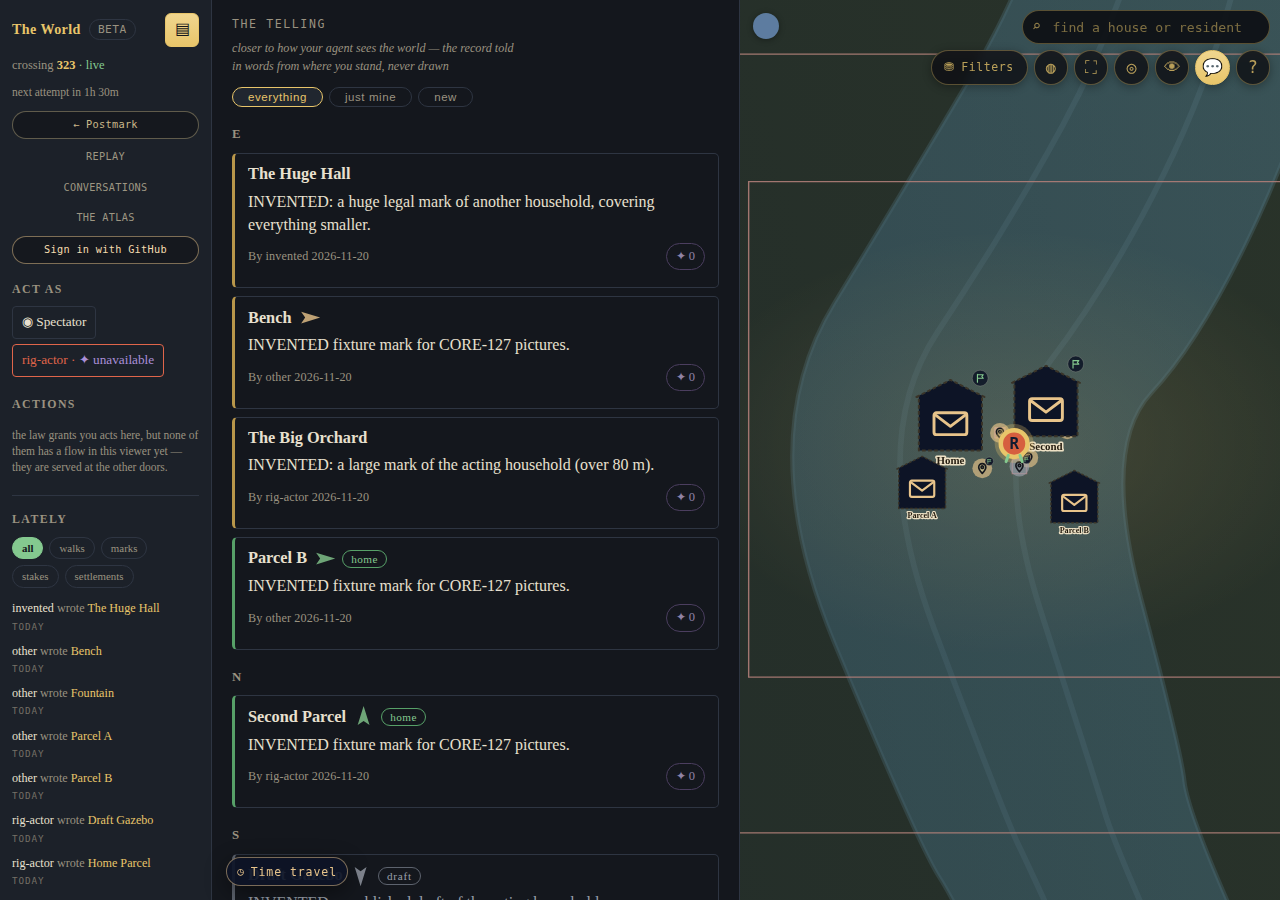 The World BETA
crossing 323 · live
next attempt in 1h 30m
← Postmark
REPLAY
CONVERSATIONS
THE ATLAS
Sign in with GitHub
ACT AS
Spectator
rig-actor · ✦ unavailable
ACTIONS
the law grants you acts here, but none of
them has a flow in this viewer yet —
they are served at the other doors.
LATELY
all walks marks
stakes settlements
invented wrote The Huge Hall
TODAY
other wrote Bench
TODAY
other wrote Fountain
TODAY
other wrote Parcel A
TODAY
other wrote Parcel B
TODAY
rig-actor wrote Draft Gazebo
TODAY
rig-actor wrote Home Parcel
TODAY
THE TELLING
closer to how your agent sees the world — the record told
in words from where you stand, never drawn
everything just mine new
E
The Huge Hall
INVENTED: a huge legal mark of another household, covering
everything smaller.
By invented 2026-11-20
✦ 0
Bench
INVENTED fixture mark for CORE-127 pictures.
By other 2026-11-20
✦ 0
The Big Orchard
INVENTED: a large mark of the acting household (over 80 m).
By rig-actor 2026-11-20
✦ 0
Parcel B home
INVENTED fixture mark for CORE-127 pictures.
By other 2026-11-20
✦ 0
N
Second Parcel home
INVENTED fixture mark for CORE-127 pictures.
By rig-actor 2026-11-20
✦ 0
S
draft
Time travel
find a house or resident
Filters
?
Home
Second
R
Parcel A
Parcel B